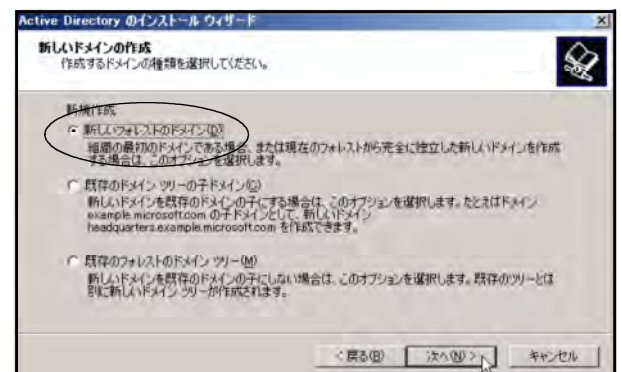 Active Directory のインストール ウィザード
新しいドメインの作成
作成するドメインの種類を選択してください。
新規作成
新しいフォレストのドメイン(D)
組織の最初のドメインである場合、または現在のフォレストから完全に独立した新しいドメインを作成
する場合は、このオプションを選択します。
既存のドメイン ツリーの子ドメイン(C)
新しいドメインを既存のドメインの子にする場合は、このオプションを選択します。たとえばドメイン
example.microsoft.com の子ドメインとして、新しいドメイン
headquarters.example.microsoft.com を作成できます。
既存のフォレストのドメイン ツリー(M)
新しいドメインを既存のドメインの子にしない場合は、このオプションを選択します。既存のツリーとは
別に新しいドメイン ツリーが作成されます。
< 戻る(B) 次へ(N) > キャンセル